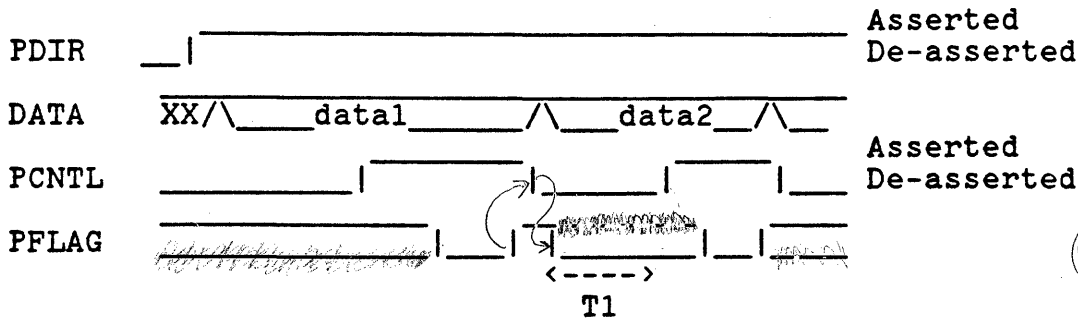 Asserted
PDIR De-asserted
DATA XX data1 data2
Asserted
PCNTL De-asserted
PFLAG
T1